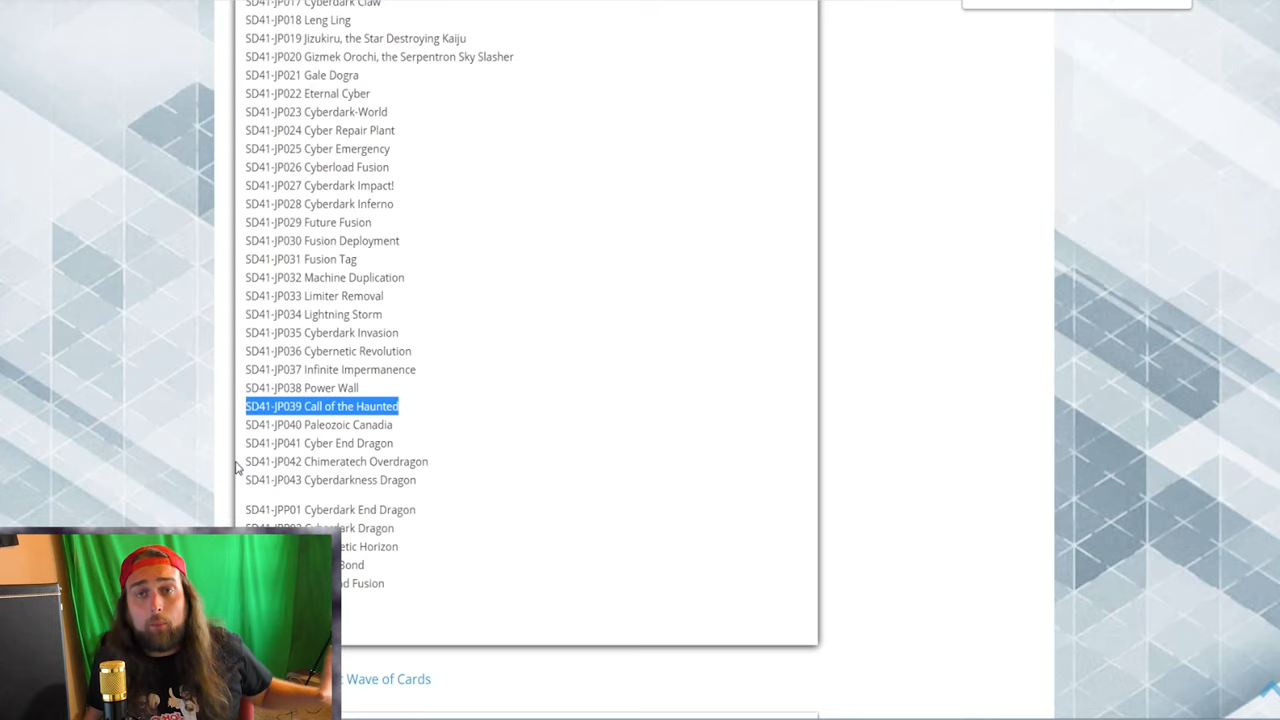 SD41-JP017 Cyberdark Claw
SD41-JP018 Leng Ling
SD41-JP019 Jizukiru, the Star Destroying Kaiju
SD41-JP020 Gizmek Orochi, the Serpentron Sky Slasher
SD41-JP021 Gale Dogra
SD41-JP022 Eternal Cyber
SD41-JP023 Cyberdark-World
SD41-JP024 Cyber Repair Plant
SD41-JP025 Cyber Emergency
SD41-JP026 Cyberload Fusion
SD41-JP027 Cyberdark Impact!
SD41-JP028 Cyberdark Inferno
SD41-JP029 Future Fusion
SD41-JP030 Fusion Deployment
SD41-JP031 Fusion Tag
SD41-JP032 Machine Duplication
SD41-JP033 Limiter Removal
SD41-JP034 Lightning Storm
SD41-JP035 Cyberdark Invasion
SD41-JP036 Cybernetic Revolution
SD41-JP037 Infinite Impermanence
SD41-JP038 Power Wall
SD41-JP039 Call of the Haunted
SD41-JP040 Paleozoic Canadia
SD41-JP041 Cyber End Dragon
SD41-JP042 Chimeratech Overdragon
SD41-JP043 Cyberdarkness Dragon
SD41-JPP01 Cyberdark End Dragon
SD41-JPP02 Cyberdark Dragon
etic Horizon
Bond
d Fusion
Wave of Cards